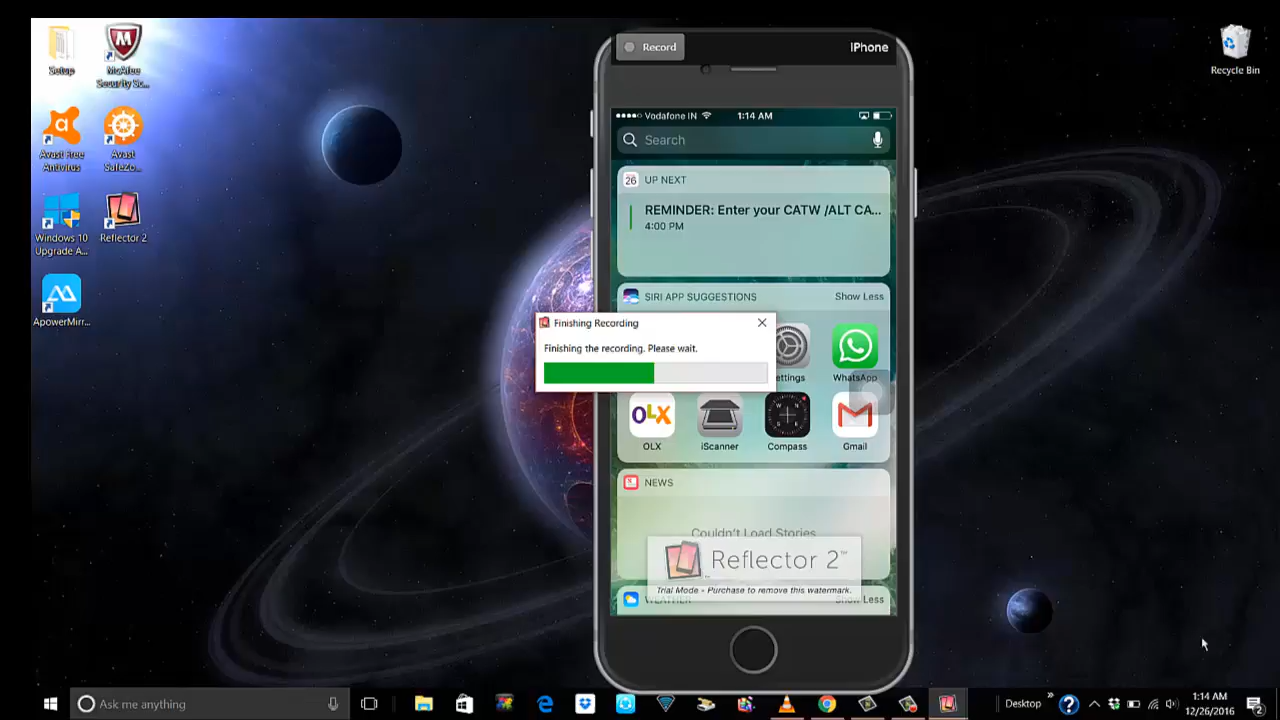 Setup
McAfee
Security Sc...
Avast Free
Antivirus
Avast
SafeZo...
Windows 10
Upgrade A...
Reflector 2
ApowerMirr...
Recycle Bin
Record
iPhone
Vodafone IN
1:14 AM
Search
26
UP NEXT
REMINDER: Enter your CATW /ALT CA...
4:00 PM
SIRI APP SUGGESTIONS
Show Less
Finishing Recording
Finishing the recording. Please wait.
ettings
WhatsApp
OLX
OLX
iScanner
Compass
Gmail
NEWS
Couldn't Load Stories
Reflector 2™
Trial Mode - Purchase to remove this watermark.
WEATHER
Show Less
Ask me anything
Desktop
1:14 AM
12/26/2016
2